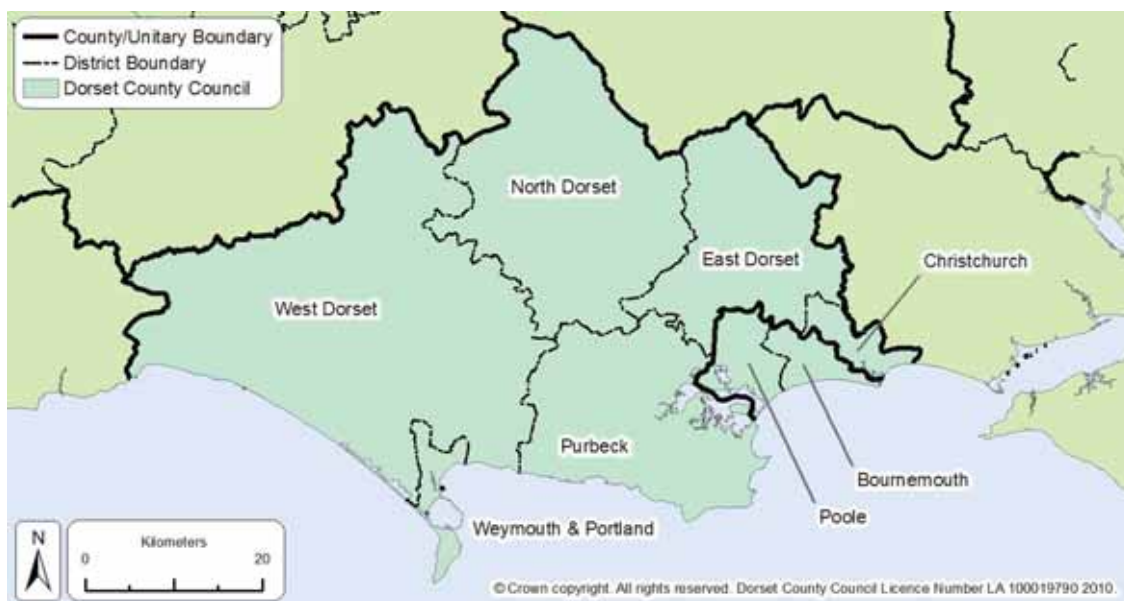 County/Unitary Boundary
District Boundary
Dorset County Council
North Dorset
East Dorset
Christchurch
West Dorset
Purbeck
Bournemouth
Poole
Weymouth & Portland
N
Kilometers
0 20
© Crown copyright. All rights reserved. Dorset County Council Licence Number LA 100019790 2010.